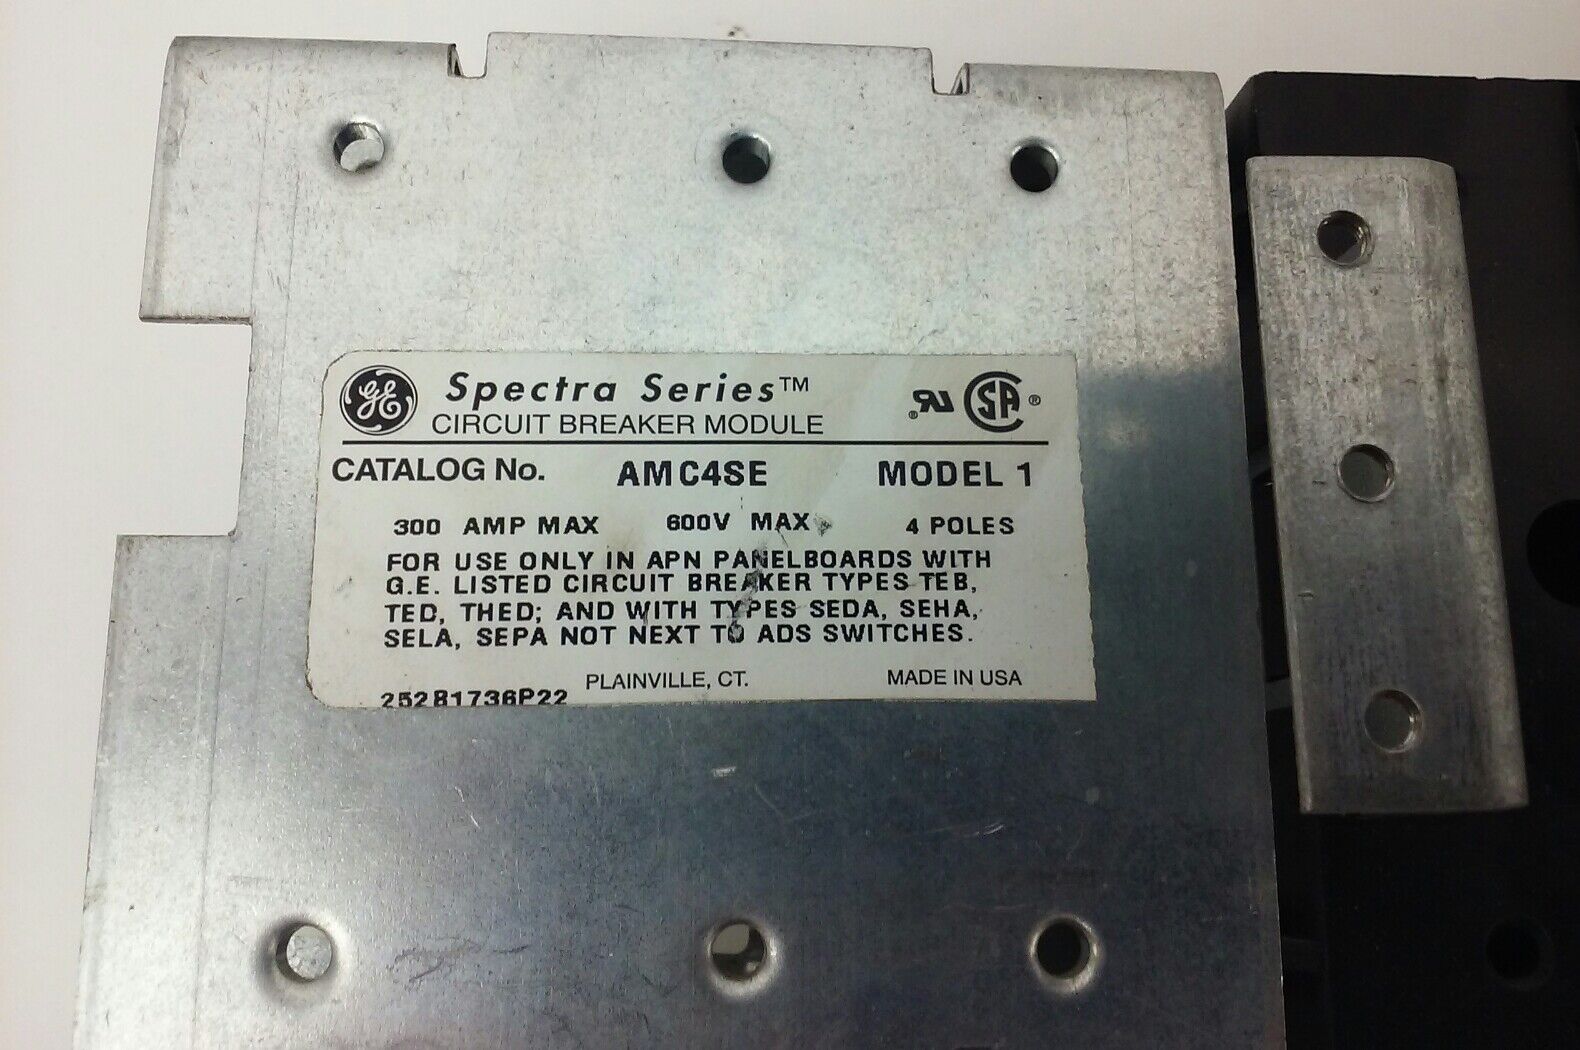 GE Spectra Series™
CIRCUIT BREAKER MODULE
RU ® SA ®
CATALOG No. AMC4SE MODEL 1
300 AMP MAX 600V MAX 4 POLES
FOR USE ONLY IN APN PANELBOARDS WITH
G.E. LISTED CIRCUIT BREAKER TYPES TEB,
TED, THED; AND WITH TYPES SEDA, SEHA,
SELA, SEPA NOT NEXT TO ADS SWITCHES.
PLAINVILLE, CT. MADE IN USA
25281736P22